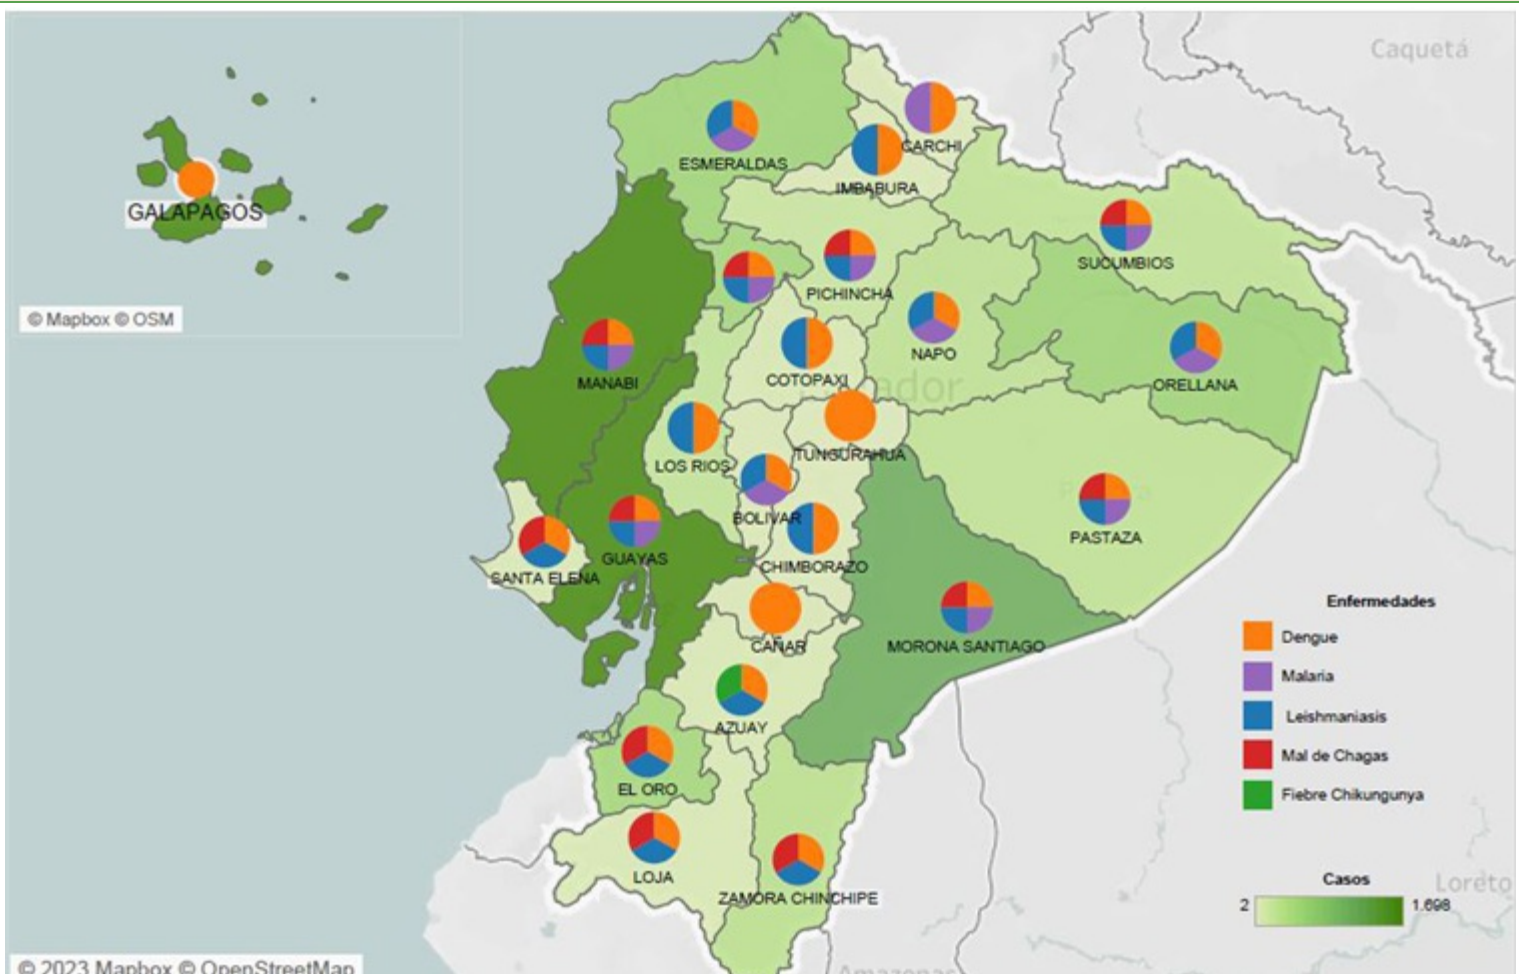 Caquetá
CARCHI
ESMERALDAS
IMBABURA
GALAPAGOS
SUCUMBIOS
PICHINCHA
© Mapbox © OSM
NAPO
MANABI
COTOPAXI
ORELLANA
TUNGURAHUA
LOS RIOS
BOLIVAR
PASTAZA
GUAYAS
CHIMBORAZO
SANTA ELENA
Enfermedades
Dengue
CAÑAR
MORONA SANTIAGO
Malaria
Leishmaniasis
AZUAY
Mal de Chagas
EL ORO
Fiebre Chikungunya
LOJA
Casos
Loreto
ZAMORA CHINCHIPE
2
1.698
© 2023 Mapbox © OpenStreetMap
Amazonas